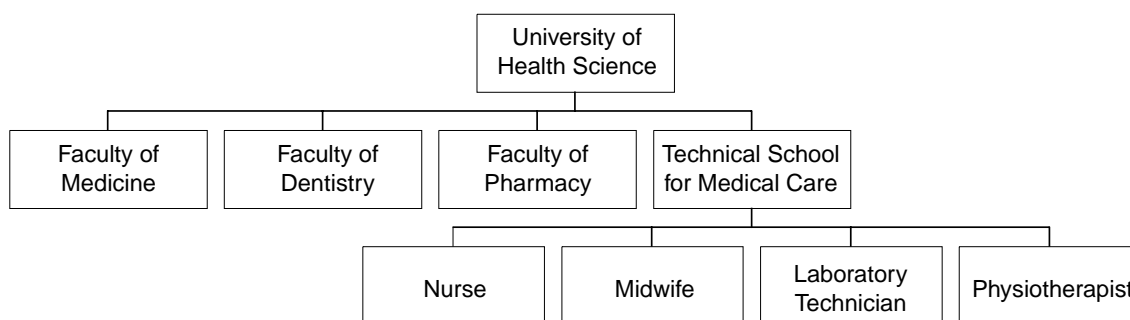 University of
Health Science
Faculty of
Medicine
Faculty of
Dentistry
Faculty of
Pharmacy
Technical School
for Medical Care
Nurse
Midwife
Laboratory
Technician
Physiotherapist